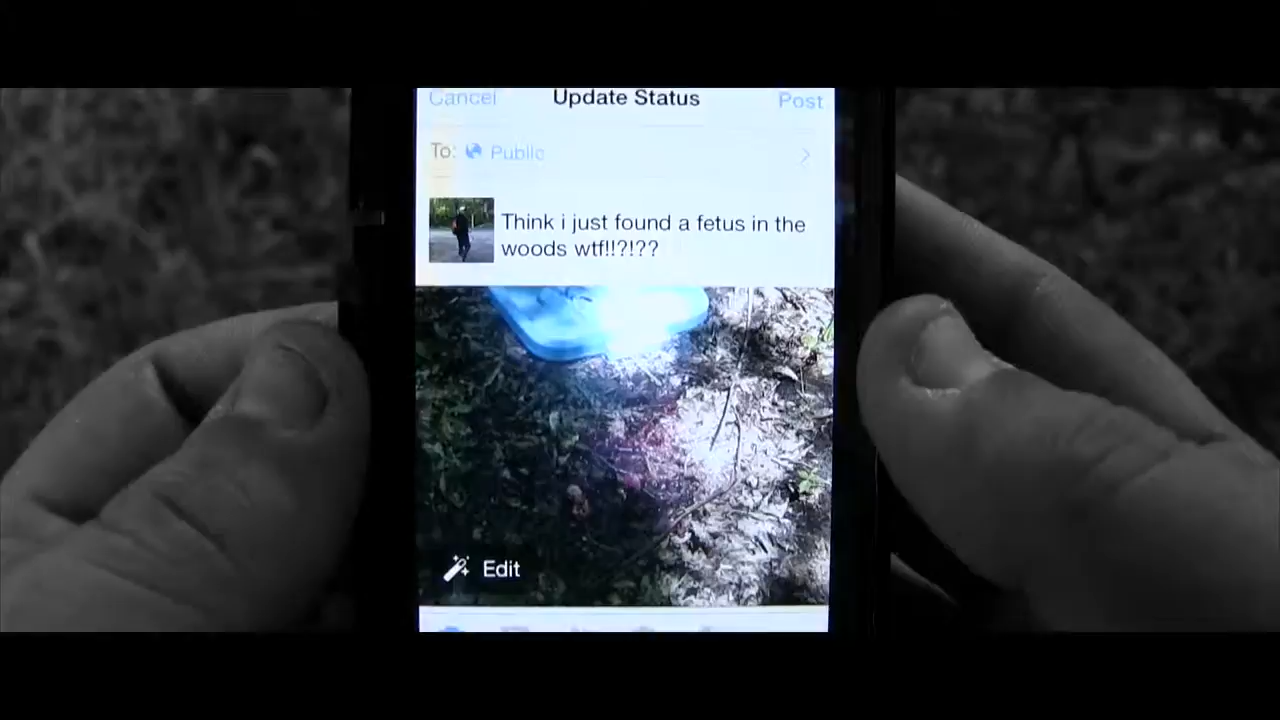 Cancel Update Status Post
To: Public
Think i just found a fetus in the
woods wtf!!?!??
Edit